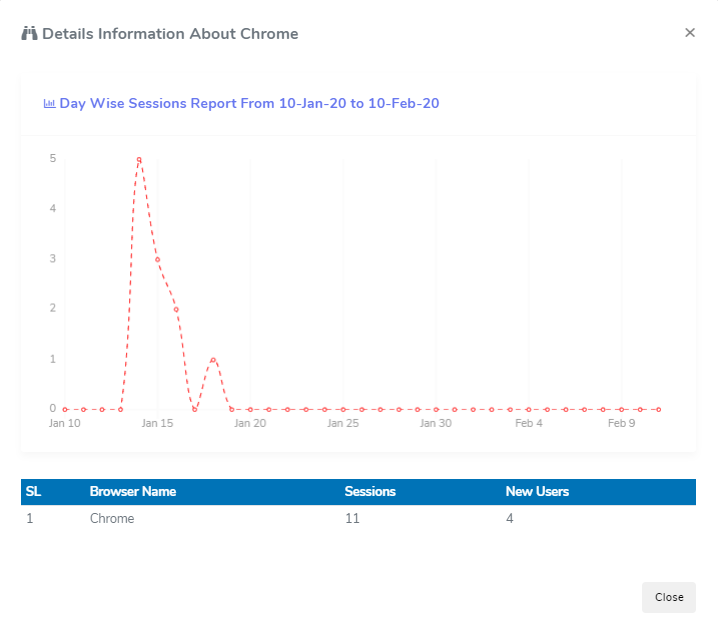 Details Information About Chrome ×
Day Wise Sessions Report From 10-Jan-20 to 10-Feb-20
5
4
3
2
1
0
Jan 10 Jan 15 Jan 20 Jan 25 Jan 30 Feb 4 Feb 9
SL Browser Name Sessions New Users
1 Chrome 11 4
Close